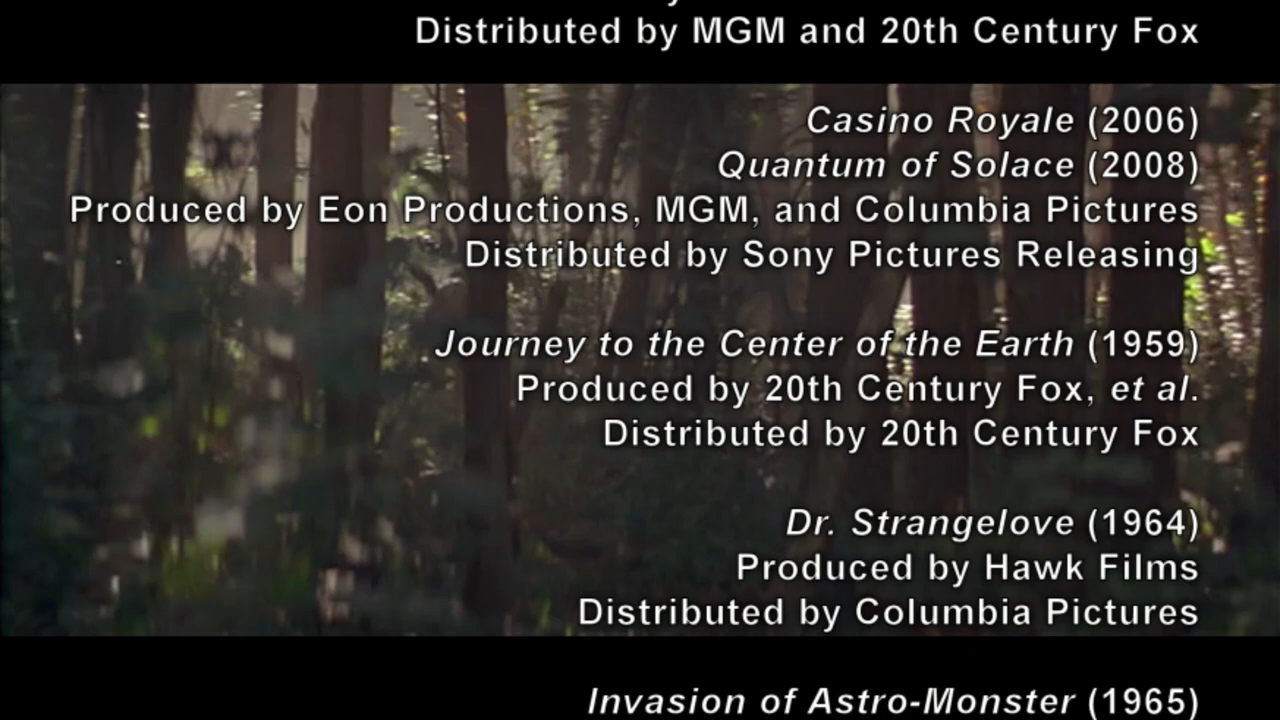 Distributed by MGM and 20th Century Fox
Casino Royale (2006)
Quantum of Solace (2008)
Produced by Eon Productions, MGM, and Columbia Pictures
Distributed by Sony Pictures Releasing
Journey to the Center of the Earth (1959)
Produced by 20th Century Fox, et al.
Distributed by 20th Century Fox
Dr. Strangelove (1964)
Produced by Hawk Films
Distributed by Columbia Pictures
Invasion of Astro-Monster (1965)